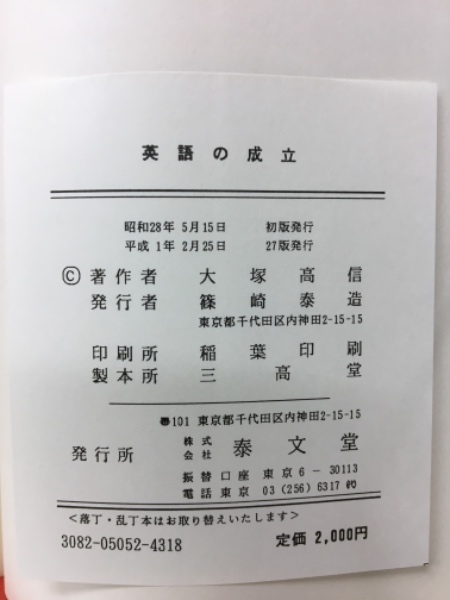 英語の成立
昭和28年 5月15日 初版発行
平成 1年 2月25日 27版発行
Ⓒ著作者 大塚高信
発行者 篠崎泰造
東京都千代田区内神田2-15-15
印刷所 稲葉印刷
製本所 三高堂
101 東京都千代田区内神田2-15-15
発行所 株式会社 泰文堂
振替口座 東京6-30113
電話東京 03(256)6317㈹
<落丁・乱丁本はお取り替えいたします>
3082-05052-4318 定価 2,000円